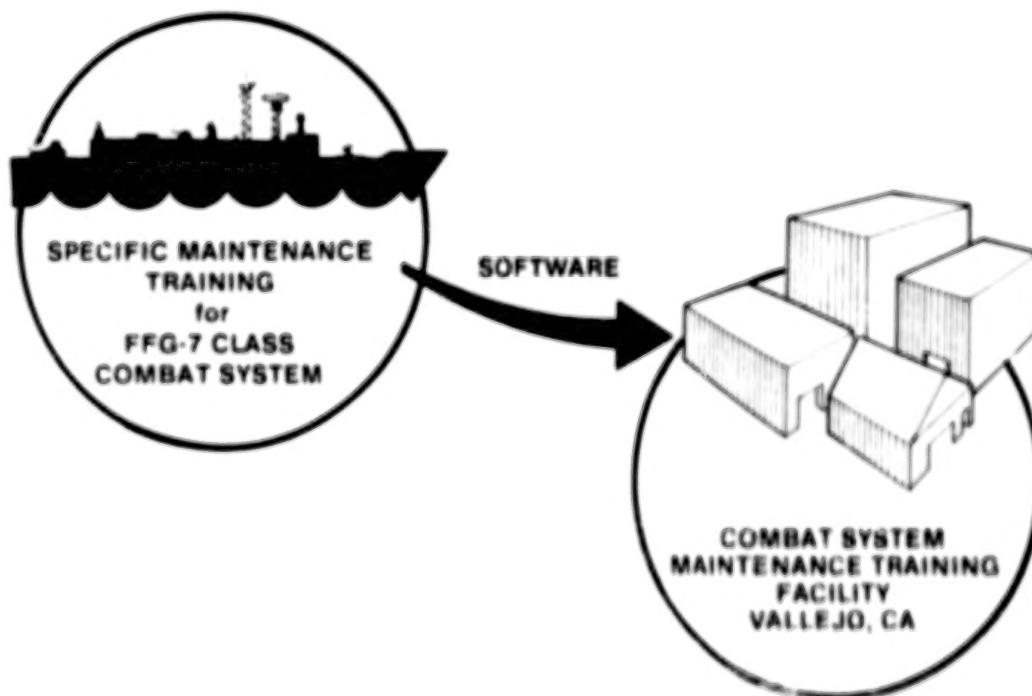 SPECIFIC MAINTENANCE
TRAINING
for
FFG-7 CLASS
COMBAT SYSTEM
SOFTWARE
COMBAT SYSTEM
MAINTENANCE TRAINING
FACILITY
VALLEJO, CA